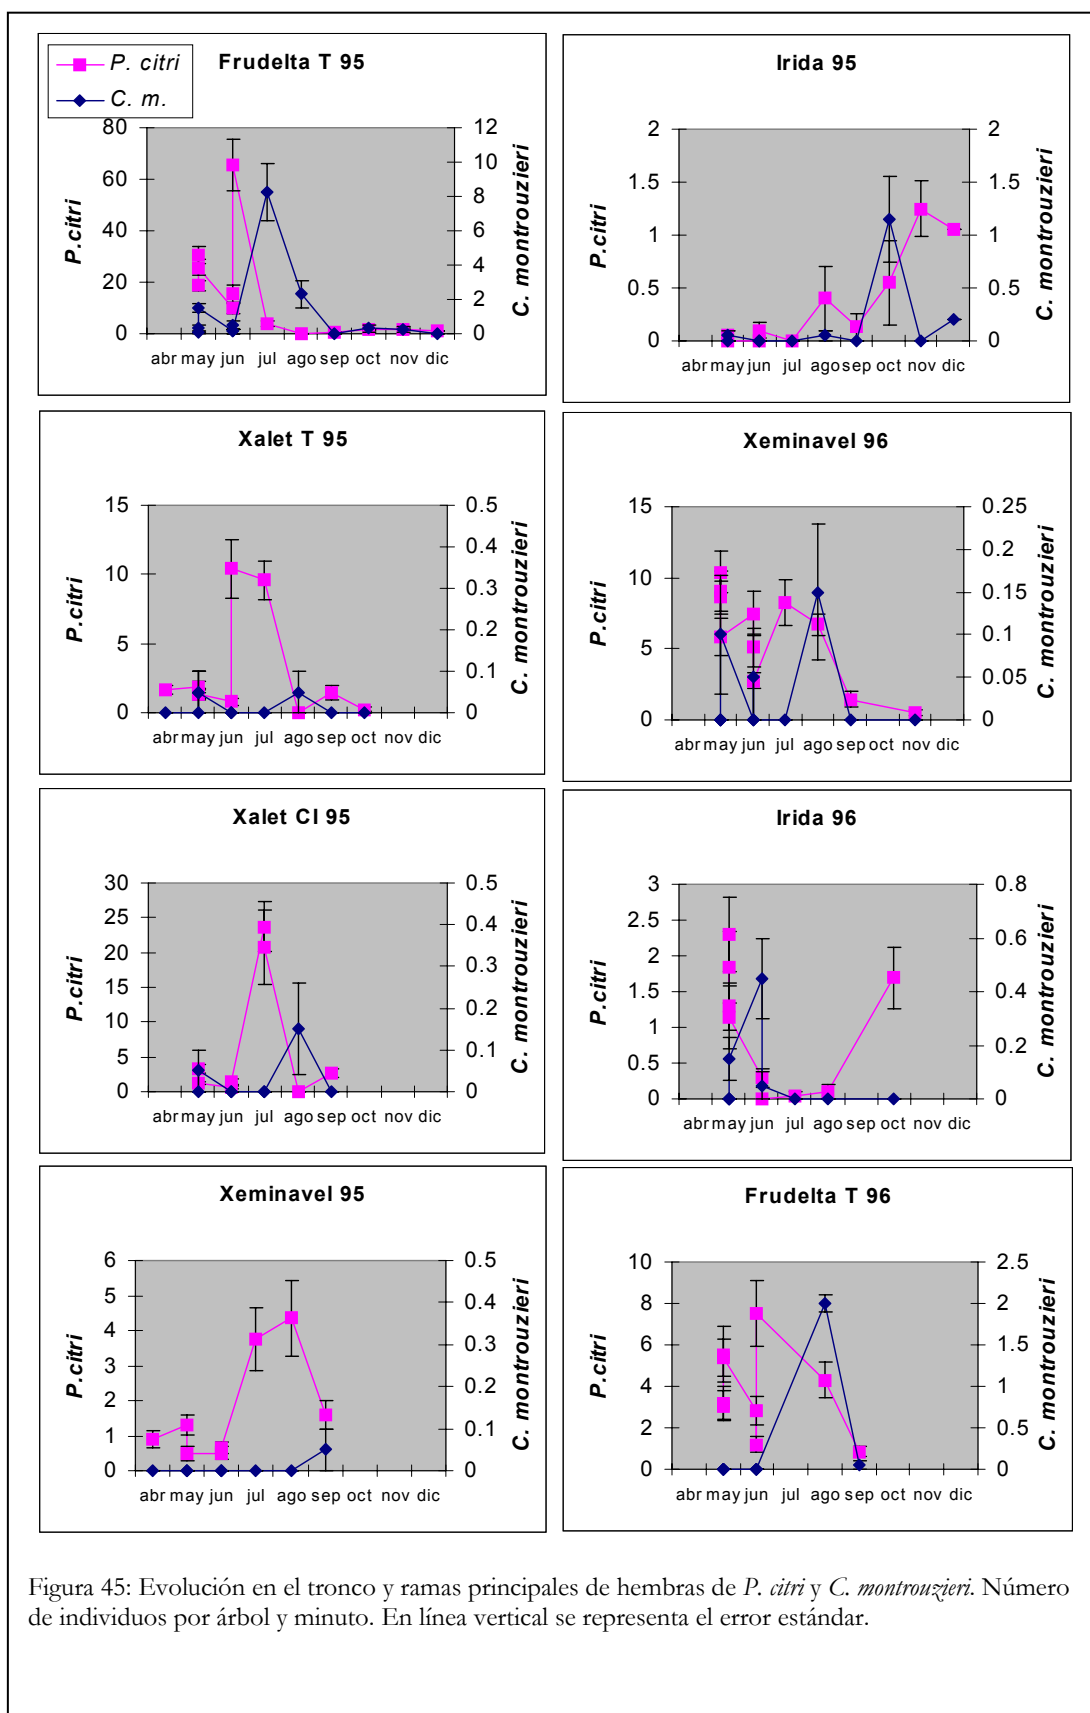 P. citri
C. m.
Frudelta T 95
80
60
40
20
0
12
10
8
6
4
2
0
P.citri
C. montrouzieri
abr may jun jul ago sep oct nov dic
Irida 95
2
1.5
1
0.5
0
2
1.5
1
0.5
0
P.citri
C. montrouzieri
abr may jun jul ago sep oct nov dic
Xalet T 95
15
10
5
0
0.5
0.4
0.3
0.2
0.1
0
P.citri
C. montrouzieri
abr may jun jul ago sep oct nov dic
Xeminavel 96
15
10
5
0
0.25
0.2
0.15
0.1
0.05
0
P.citri
C. montrouzieri
abr may jun jul ago sep oct nov dic
Xalet Cl 95
30
25
20
15
10
5
0
0.5
0.4
0.3
0.2
0.1
0
P.citri
C. montrouzieri
abr may jun jul ago sep oct nov dic
Irida 96
3
2.5
2
1.5
1
0.5
0
0.8
0.6
0.4
0.2
0
P.citri
C. montrouzieri
abr may jun jul ago sep oct nov dic
Xeminavel 95
6
5
4
3
2
1
0
0.5
0.4
0.3
0.2
0.1
0
P.citri
C. montrouzieri
abr may jun jul ago sep oct nov dic
Frudelta T 96
10
8
6
4
2
0
2.5
2
1.5
1
0.5
0
P.citri
C. montrouzieri
abr may jun jul ago sep oct nov dic
Figura 45: Evolución en el tronco y ramas principales de hembras de P. citri y C. montrouzieri. Número
de individuos por árbol y minuto. En línea vertical se representa el error estándar.